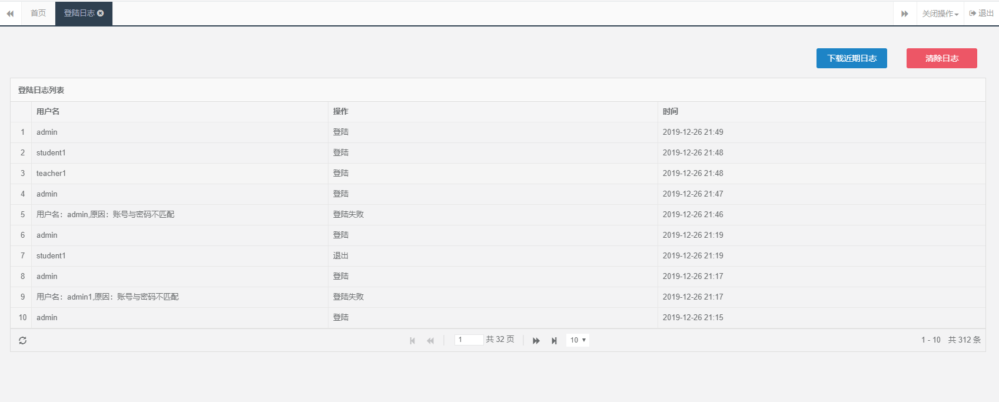 首页 登陆日志 关闭操作 退出
下载近期日志 清除日志
登陆日志列表
用户名 操作 时间
1 admin 登陆 2019-12-26 21:49
2 student1 登陆 2019-12-26 21:48
3 teacher1 登陆 2019-12-26 21:48
4 admin 登陆 2019-12-26 21:47
5 用户名：admin,原因：账号与密码不匹配 登陆失败 2019-12-26 21:46
6 admin 登陆 2019-12-26 21:19
7 student1 退出 2019-12-26 21:19
8 admin 登陆 2019-12-26 21:17
9 用户名：admin1,原因：账号与密码不匹配 登陆失败 2019-12-26 21:17
10 admin 登陆 2019-12-26 21:15
1 共 32 页 10 1 - 10 共 312 条